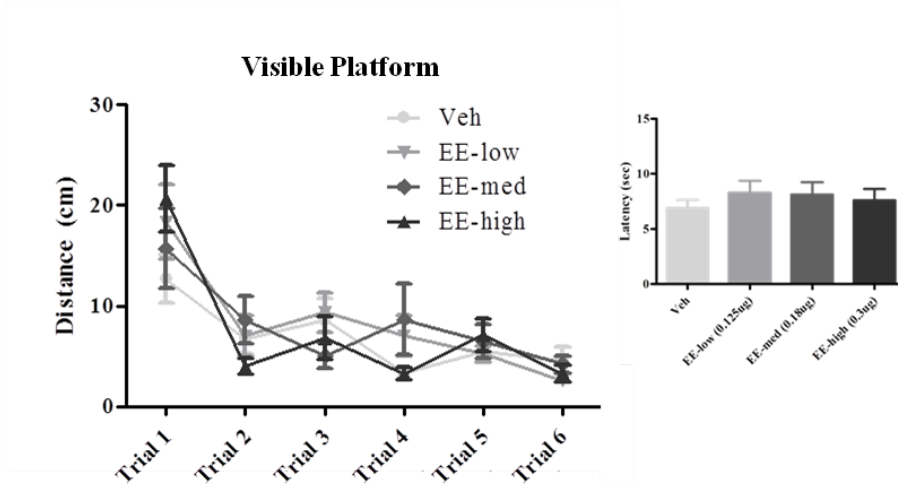 Visible Platform
Distance (cm)
30
20
10
0
Veh
EE-low
EE-med
EE-high
Trial 1
Trial 2
Trial 3
Trial 4
Trial 5
Trial 6
Latency (sec)
15
10
5
0
Veh
EE-low (0.125ug)
EE-med (0.18ug)
EE-high (0.3ug)